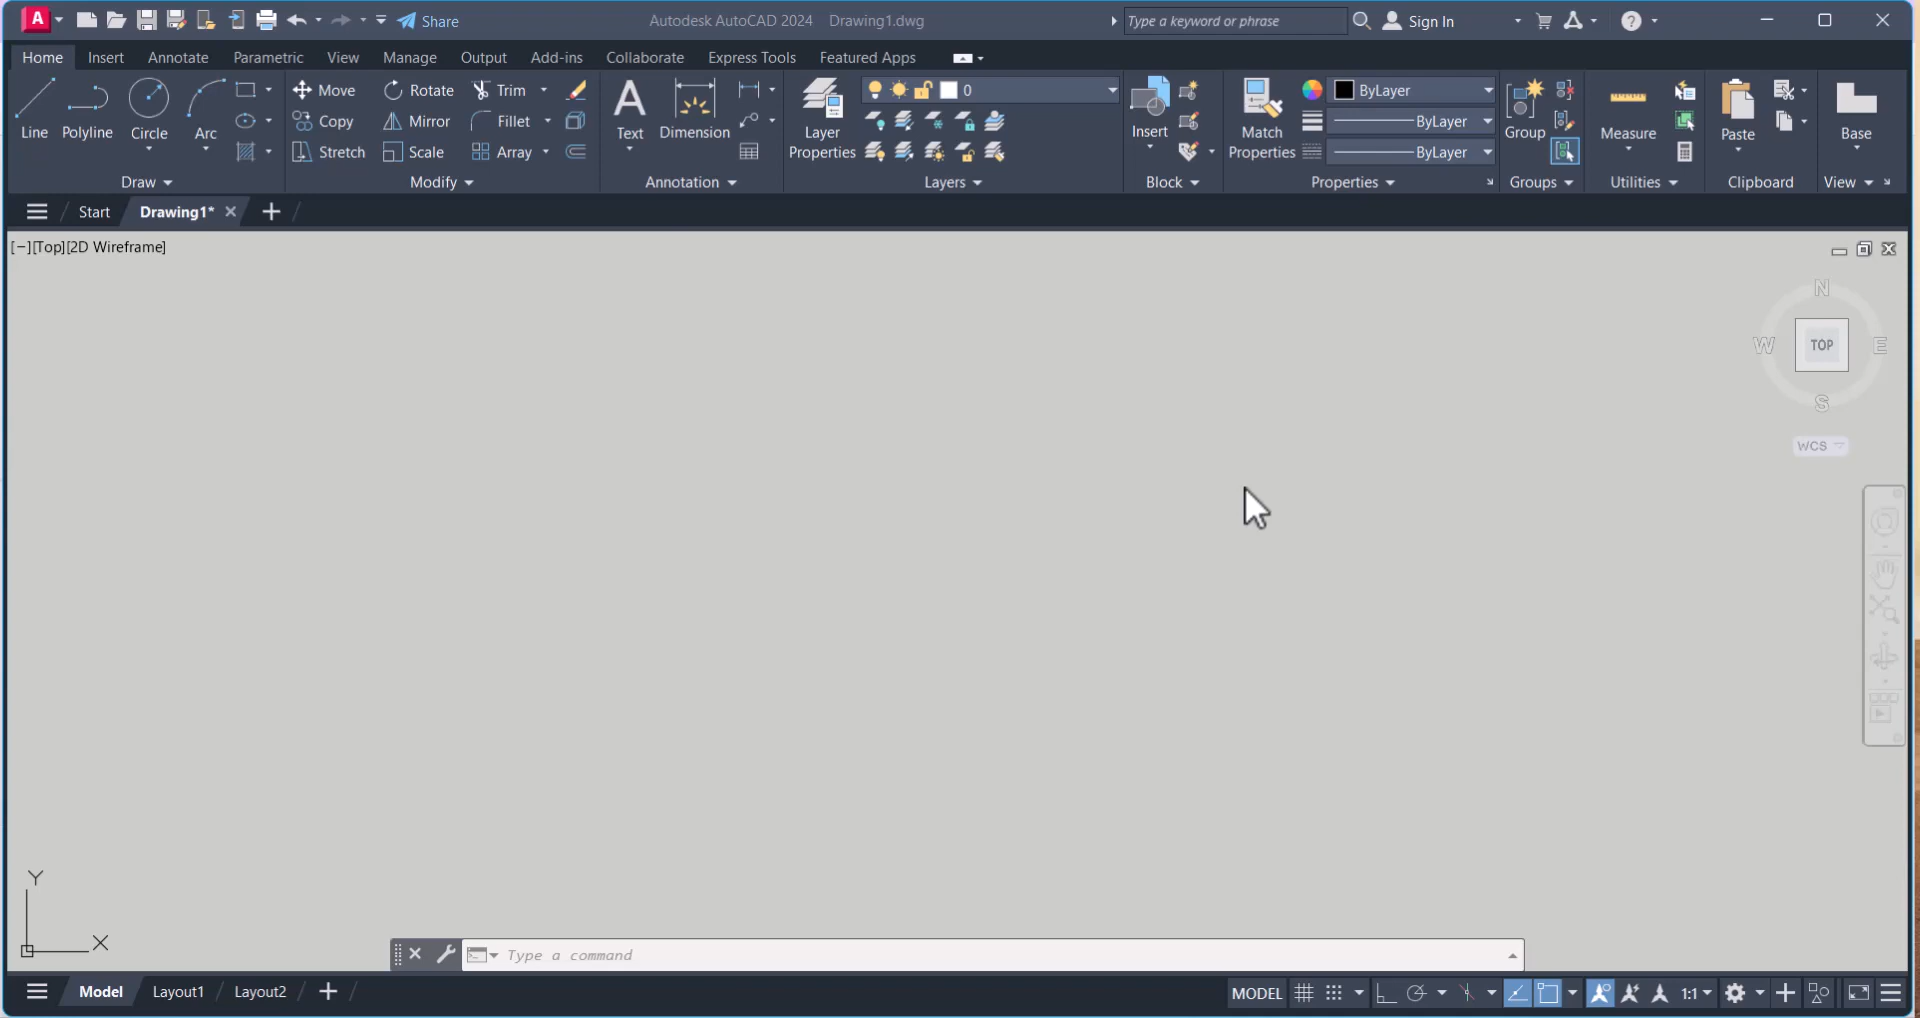 A
Share
Autodesk AutoCAD 2024 Drawing1.dwg
Type a keyword or phrase
Sign In
Home Insert Annotate Parametric View Manage Output Add-ins Collaborate Express Tools Featured Apps
Line
Polyline
Circle
Arc
Draw
Move
Rotate
Trim
Copy
Mirror
Fillet
Stretch
Scale
Array
Modify
A
Text
Dimension
Annotation
Layer
Properties
0
Layers
Insert
Block
Match
Properties
ByLayer
ByLayer
ByLayer
Properties
Group
Groups
Measure
Utilities
Paste
Clipboard
Base
View
Start
Drawing1*
[−][Top][2D Wireframe]
N
W
TOP
E
S
WCS
Y
X
Type a command
Model
Layout1
Layout2
MODEL
1:1